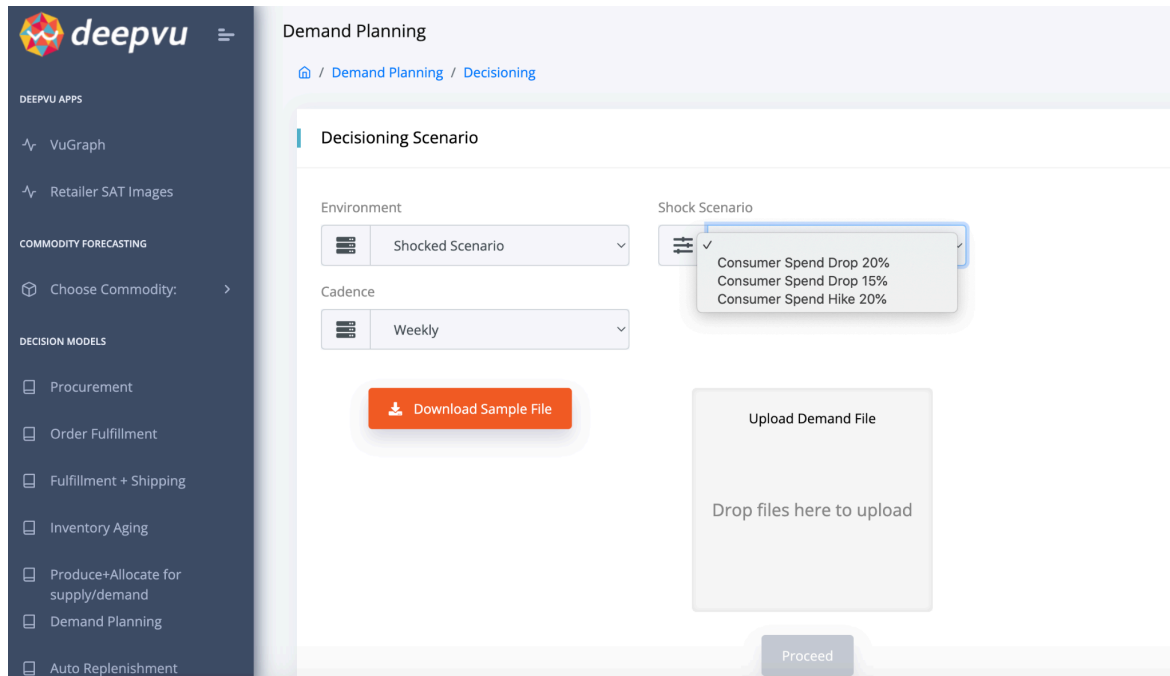 deepvu
DEEPVU APPS
VuGraph
Retailer SAT Images
COMMODITY FORECASTING
Choose Commodity:
DECISION MODELS
Procurement
Order Fulfillment
Fulfillment + Shipping
Inventory Aging
Produce+Allocate for
supply/demand
Demand Planning
Auto Replenishment
Demand Planning
/ Demand Planning / Decisioning
Decisioning Scenario
Environment
Shocked Scenario
Shock Scenario
Consumer Spend Drop 20%
Consumer Spend Drop 15%
Consumer Spend Hike 20%
Cadence
Weekly
Download Sample File
Upload Demand File
Drop files here to upload
Proceed